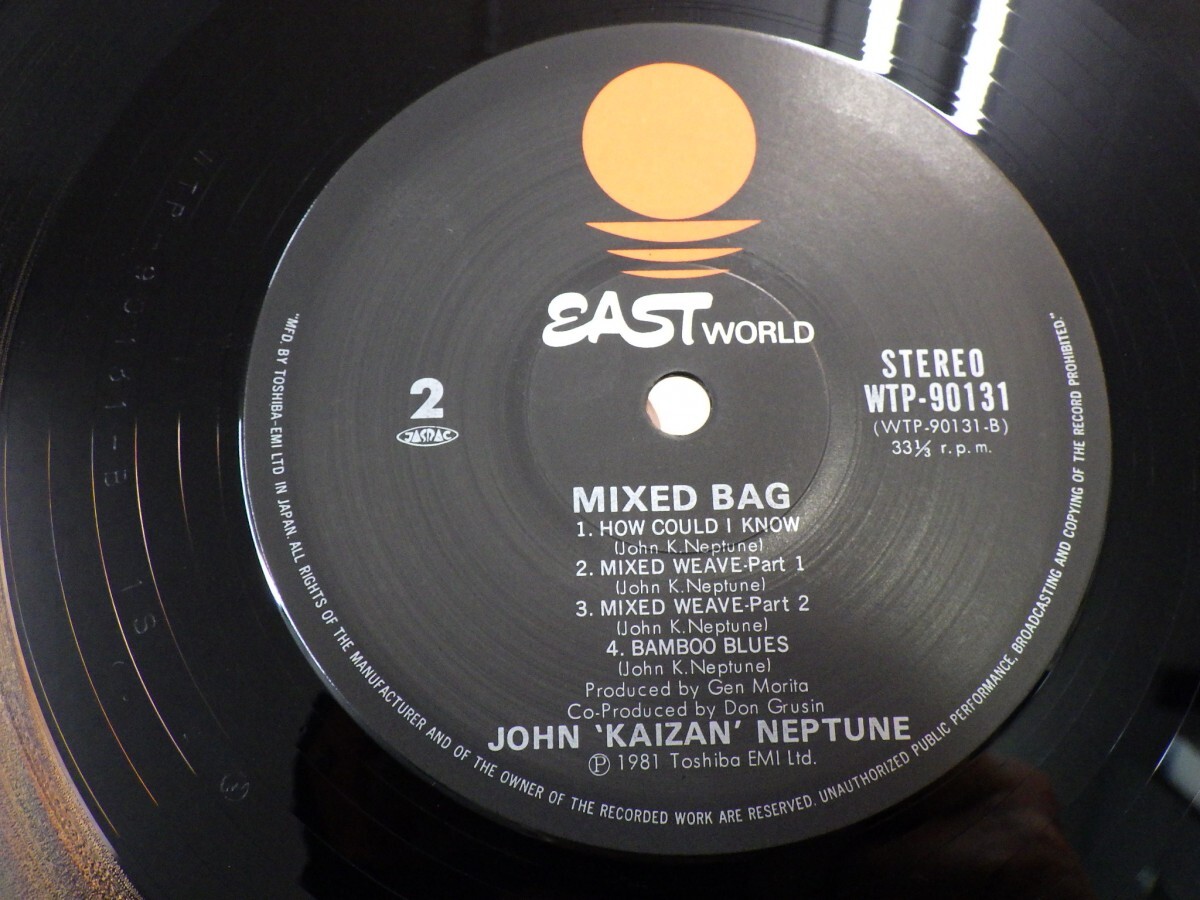 EAST WORLD
2
JASRAC
STEREO
WTP-90131
(WTP-90131-B)
33⅓ r.p.m.
MIXED BAG
1. HOW COULD I KNOW
(John K.Neptune)
2. MIXED WEAVE-Part 1
(John K.Neptune)
3. MIXED WEAVE-Part 2
(John K.Neptune)
4. BAMBOO BLUES
(John K.Neptune)
Produced by Gen Morita
Co-Produced by Don Grusin
JOHN 'KAIZAN' NEPTUNE
Ⓟ 1981 Toshiba EMI Ltd.
"MFD. BY TOSHIBA-EMI LTD IN JAPAN. ALL RIGHTS OF THE MANUFACTURER AND OF THE OWNER OF THE RECORDED WORK ARE RESERVED. UNAUTHORIZED PUBLIC PERFORMANCE, BROADCASTING AND COPYING OF THE RECORD PROHIBITED."
WTP-90131-B 1S